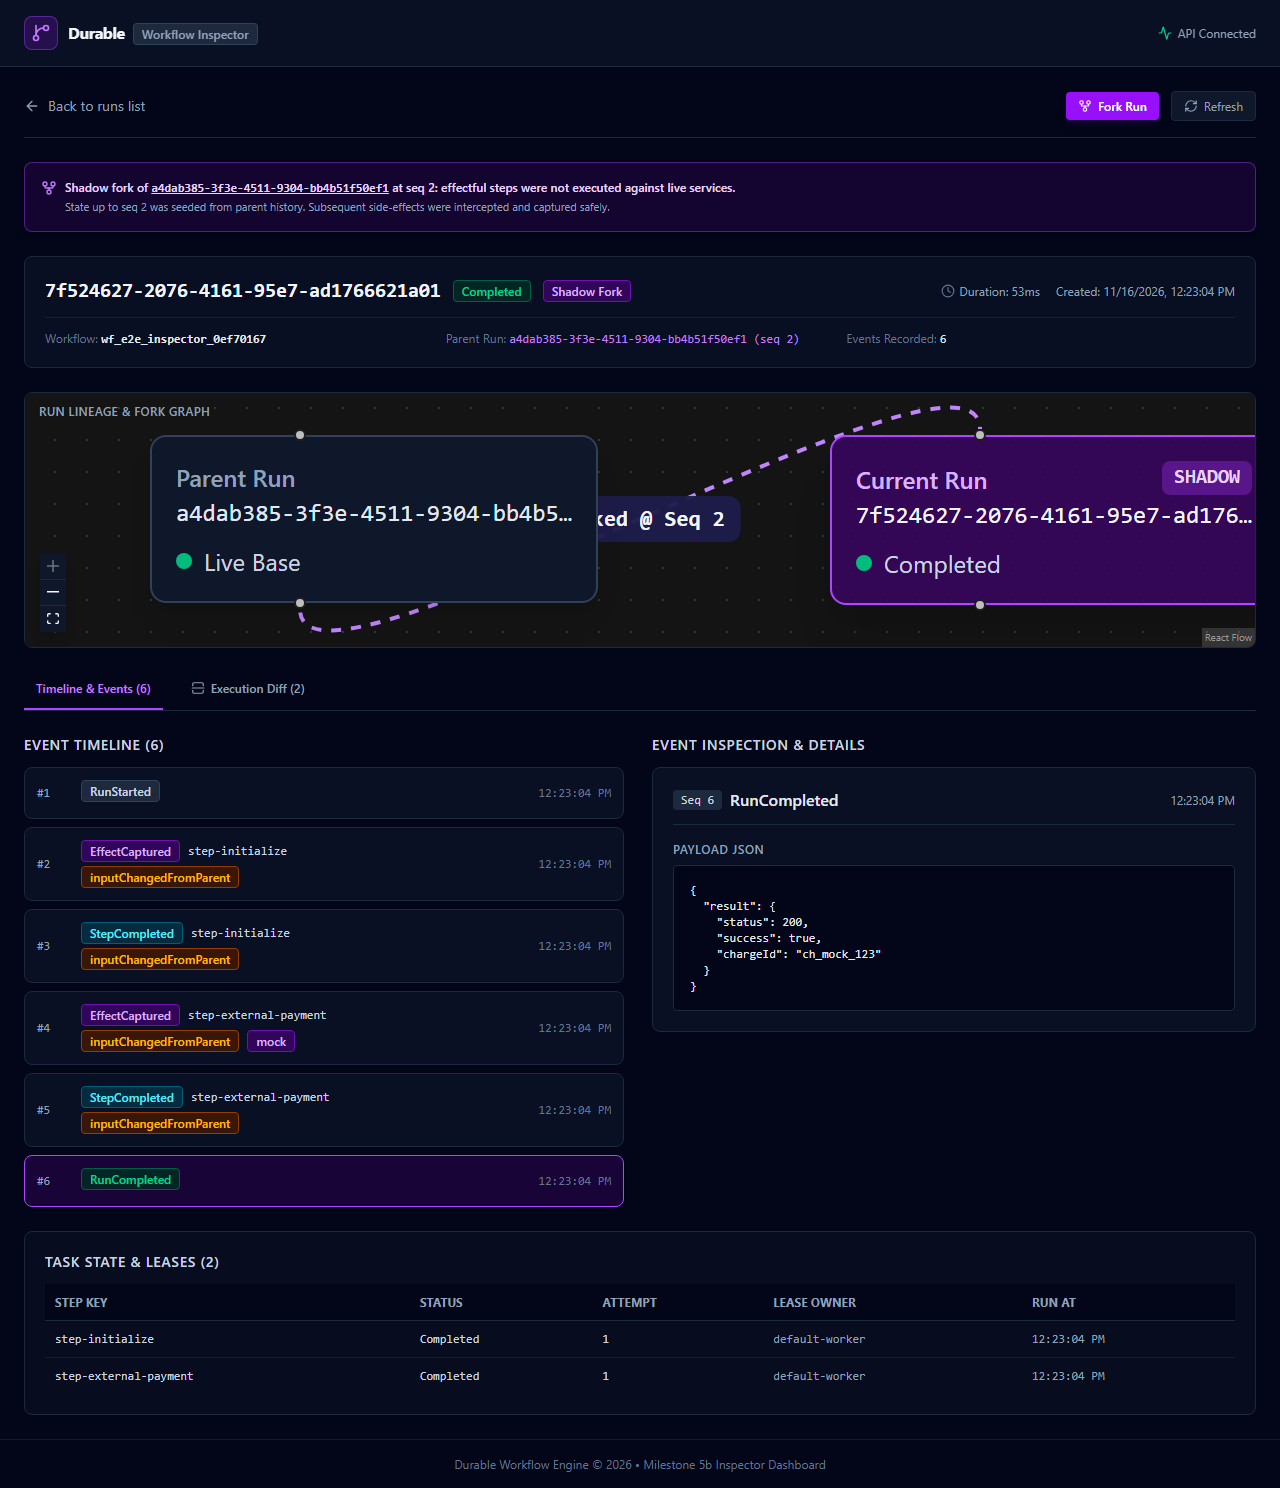 Durable
Workflow Inspector
API Connected
Back to runs list
Fork Run
Refresh
Shadow fork of a4dab385-3f3e-4511-9304-bb4b51f50ef1 at seq 2: effectful steps were not executed against live services.
State up to seq 2 was seeded from parent history. Subsequent side-effects were intercepted and captured safely.
7f524627-2076-4161-95e7-ad1766621a01
Completed
Shadow Fork
Duration: 53ms
Created: 11/16/2026, 12:23:04 PM
Workflow: wf_e2e_inspector_0ef70167
Parent Run: a4dab385-3f3e-4511-9304-bb4b51f50ef1 (seq 2)
Events Recorded: 6
RUN LINEAGE & FORK GRAPH
Parent Run
a4dab385-3f3e-4511-9304-bb4b5...
Live Base
ked @ Seq 2
Current Run
SHADOW
7f524627-2076-4161-95e7-ad176...
Completed
React Flow
Timeline & Events (6)
Execution Diff (2)
EVENT TIMELINE (6)
#1 RunStarted 12:23:04 PM
#2 EffectCaptured step-initialize 12:23:04 PM
inputChangedFromParent
#3 StepCompleted step-initialize 12:23:04 PM
inputChangedFromParent
#4 EffectCaptured step-external-payment 12:23:04 PM
inputChangedFromParent mock
#5 StepCompleted step-external-payment 12:23:04 PM
inputChangedFromParent
#6 RunCompleted 12:23:04 PM
EVENT INSPECTION & DETAILS
Seq 6 RunCompleted 12:23:04 PM
PAYLOAD JSON
{
"result": {
"status": 200,
"success": true,
"chargeId": "ch_mock_123"
}
}
TASK STATE & LEASES (2)
STEP KEY STATUS ATTEMPT LEASE OWNER RUN AT
step-initialize Completed 1 default-worker 12:23:04 PM
step-external-payment Completed 1 default-worker 12:23:04 PM
Durable Workflow Engine © 2026 • Milestone 5b Inspector Dashboard